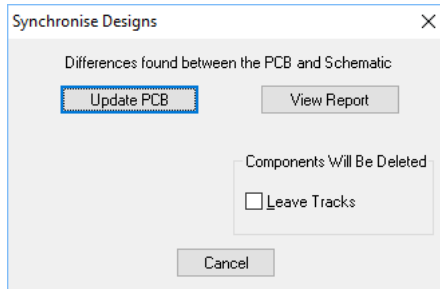 Synchronise Designs
Differences found between the PCB and Schematic
Update PCB View Report
Components Will Be Deleted
Leave Tracks
Cancel